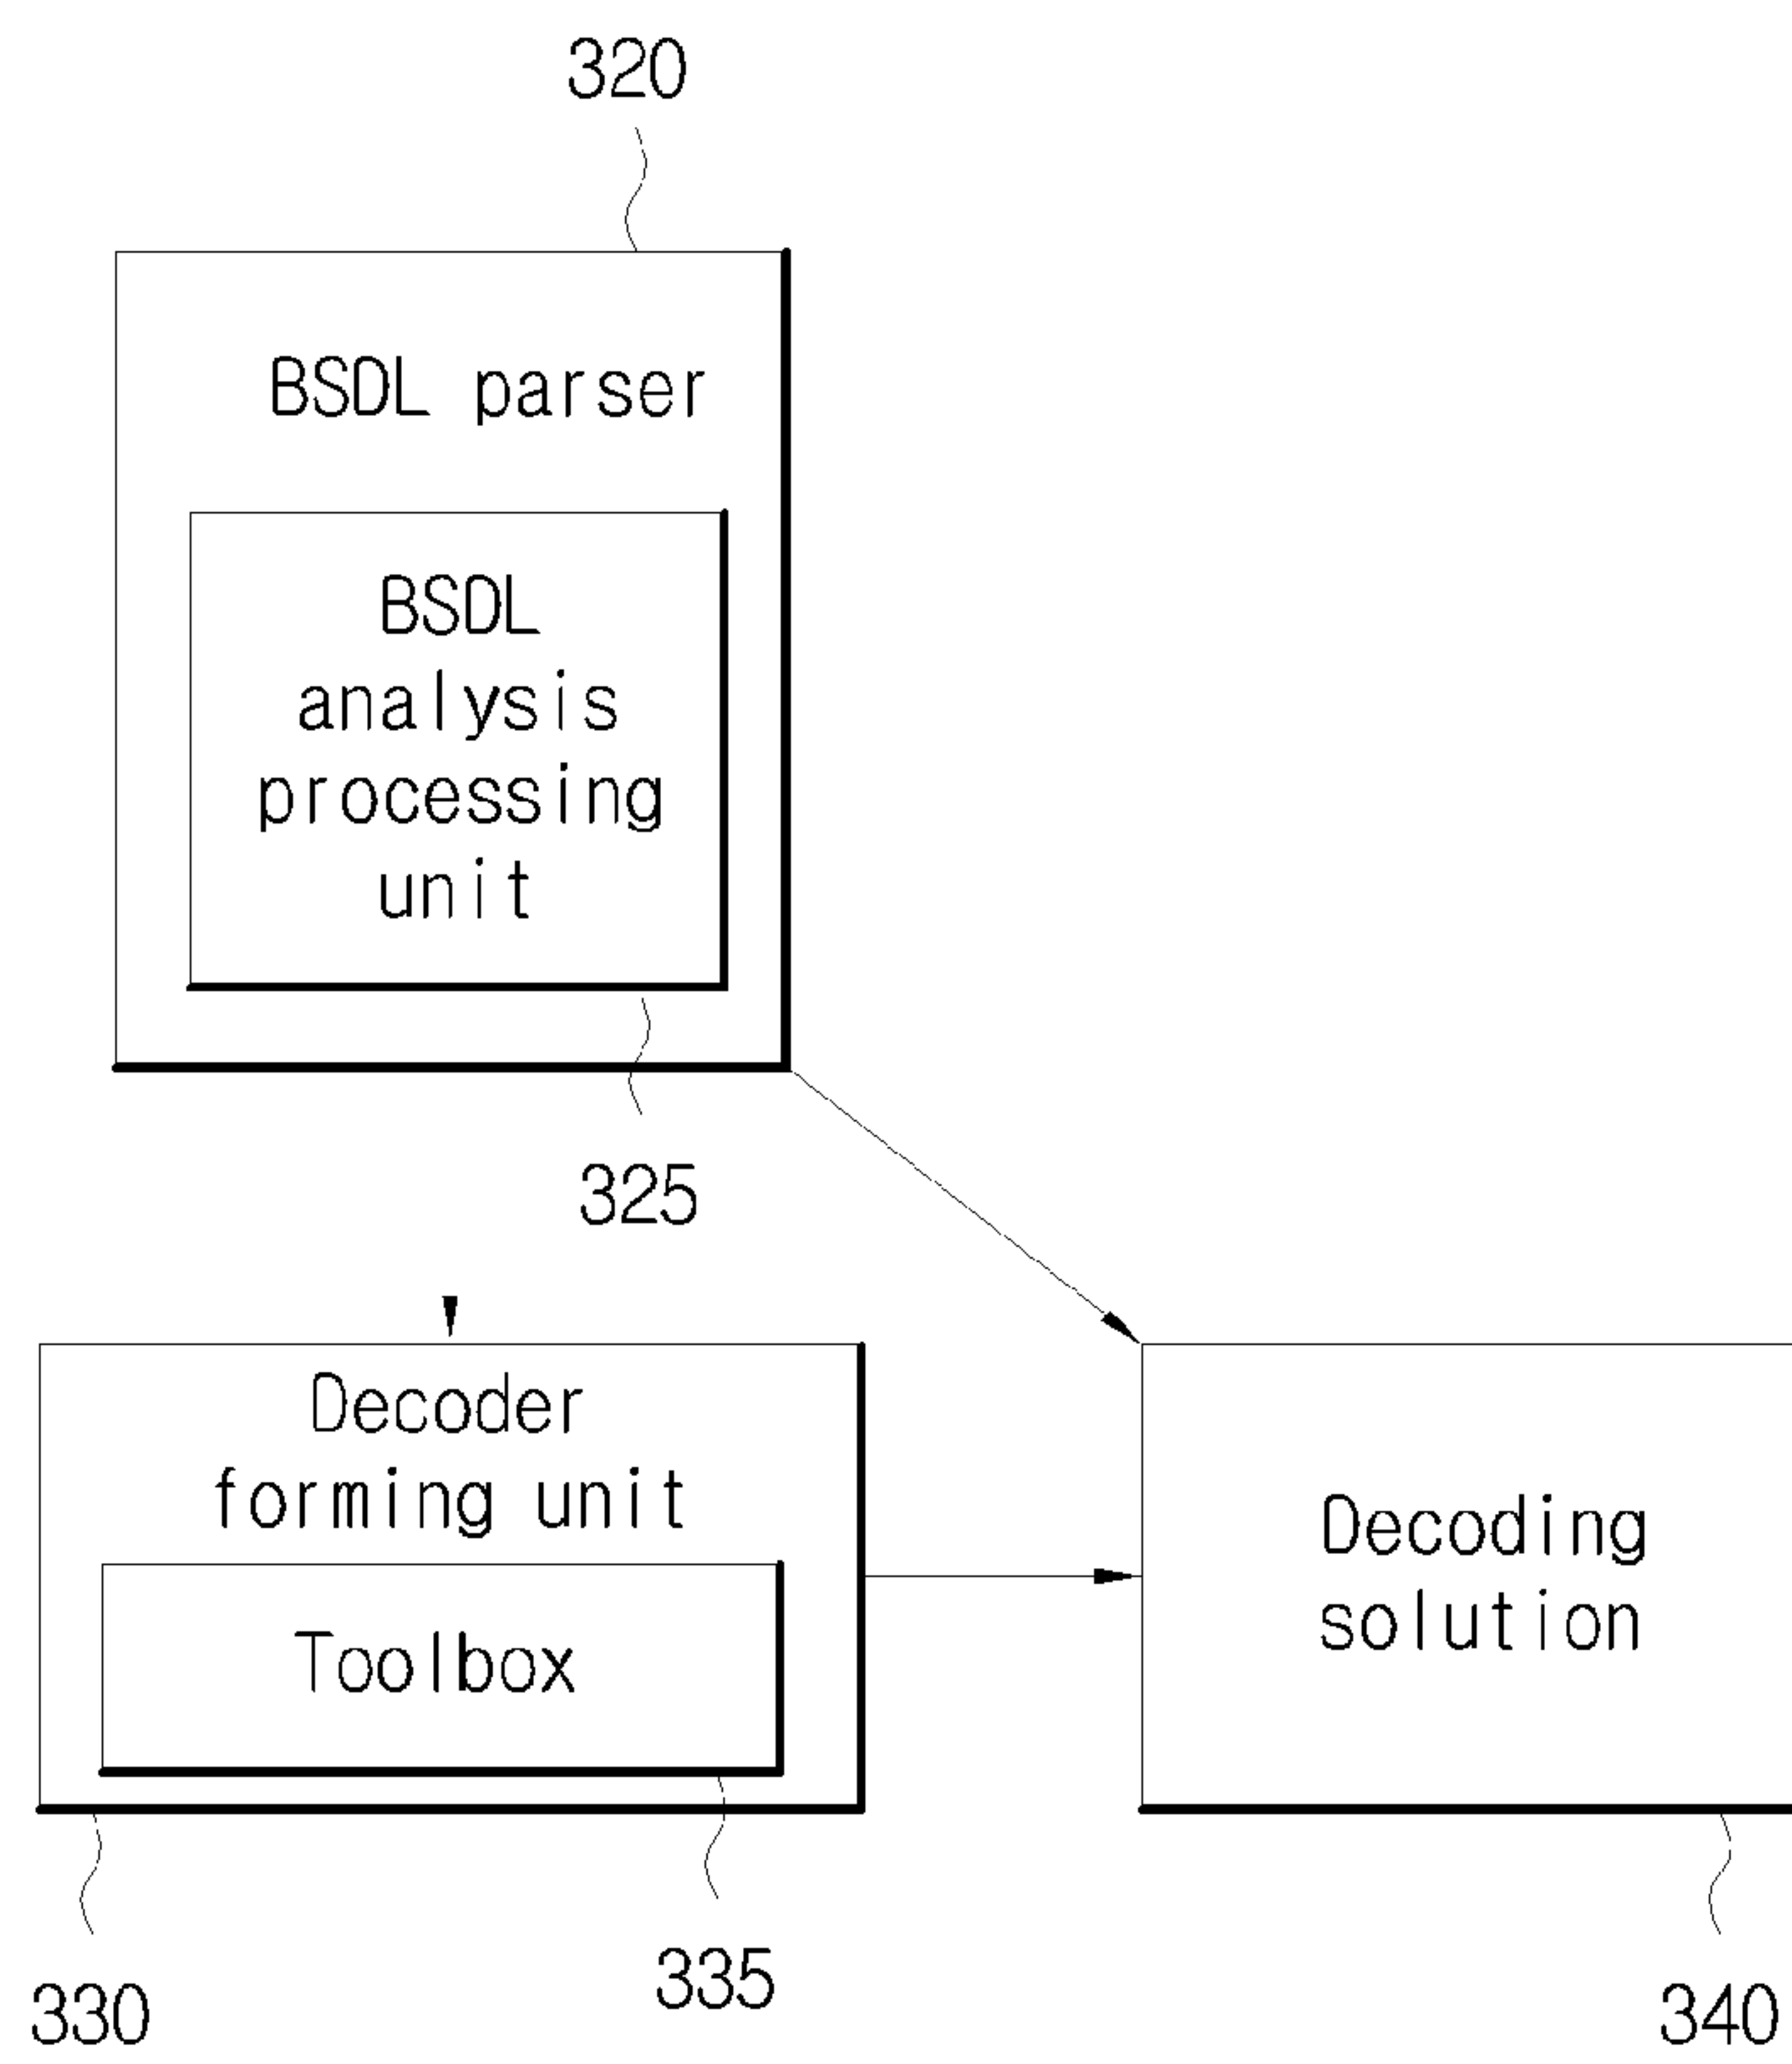 320
BSDL parser
BSDL
analysis
processing
unit
325
Decoder
forming unit
Toolbox
Decoding
solution
335
330
340